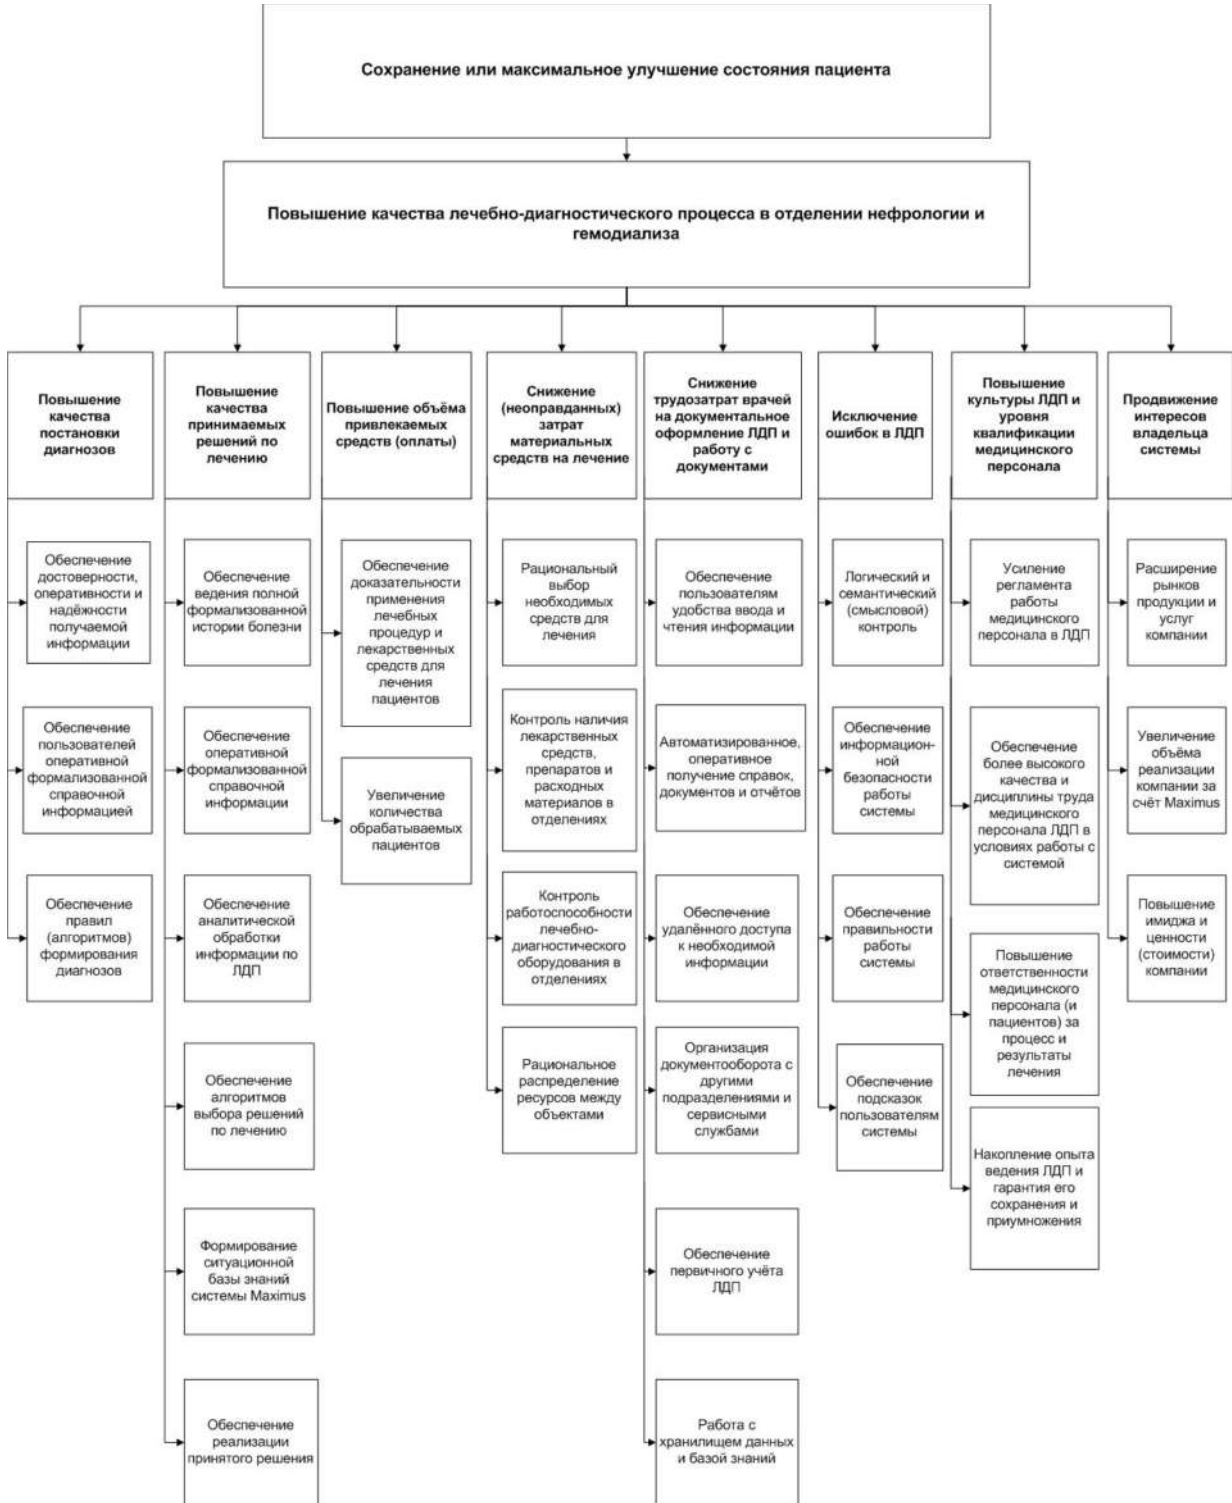 Сохранение или максимальное улучшение состояния пациента
Повышение качества лечебно-диагностического процесса в отделении нефрологии и
гемодиализа
Повышение
качества
постановки
диагнозов
Повышение
качества
принимаемых
решений по
лечению
Повышение объёма
привлекаемых
средств (оплаты)
Снижение
(неоправданных)
затрат
материальных
средств на лечение
Снижение
трудозатрат врачей
на документальное
оформление ЛДП и
работу с
документами
Исключение
ошибок в ЛДП
Повышение
культуры ЛДП и
уровня
квалификации
медицинского
персонала
Продвижение
интересов
владельца
системы
Обеспечение
достоверности,
оперативности и
надёжности
получаемой
информации
Обеспечение
пользователей
оперативной
формализованной
справочной
информацией
Обеспечение
правил
(алгоритмов)
формирования
диагнозов
Обеспечение
ведения полной
формализованной
истории болезни
Обеспечение
оперативной
формализованной
справочной
информации
Обеспечение
аналитической
обработки
информации по
ЛДП
Обеспечение
алгоритмов
выбора решений
по лечению
Формирование
ситуационной
базы знаний
системы Maximus
Обеспечение
реализации
принятого решения
Обеспечение
доказательности
применения
лечебных
процедур и
лекарственных
средств для
лечения
пациентов
Увеличение
количества
обрабатываемых
пациентов
Рациональный
выбор
необходимых
средств для
лечения
Контроль наличия
лекарственных
средств,
препаратов и
расходных
материалов в
отделениях
Контроль
работоспособности
лечебно-
диагностического
оборудования в
отделениях
Рациональное
распределение
ресурсов между
объектами
Обеспечение
пользователям
удобства ввода и
чтения информации
Автоматизированное,
оперативное
получение справок,
документов и отчётов
Обеспечение
удалённого доступа
к необходимой
информации
Организация
документооборота с
другими
подразделениями и
сервисными
службами
Обеспечение
первичного учёта
ЛДП
Работа с
хранилищем данных
и базой знаний
Логический и
семантический
(смысловой)
контроль
Обеспечение
информацион-
ной
безопасности
работы
системы
Обеспечение
правильности
работы
системы
Обеспечение
подсказок
пользователям
системы
Усиление
регламента
работы
медицинского
персонала в ЛДП
Обеспечение
более высокого
качества и
дисциплины труда
медицинского
персонала ЛДП в
условиях работы с
системой
Повышение
ответственности
медицинского
персонала (и
пациентов) за
процесс и
результаты
лечения
Накопление опыта
ведения ЛДП и
гарантия его
сохранения и
приумножения
Расширение
рынков
продукции и
услуг
компании
Увеличение
объёма
реализации
компании за
счёт Maximus
Повышение
имиджа и
ценности
(стоимости)
компании